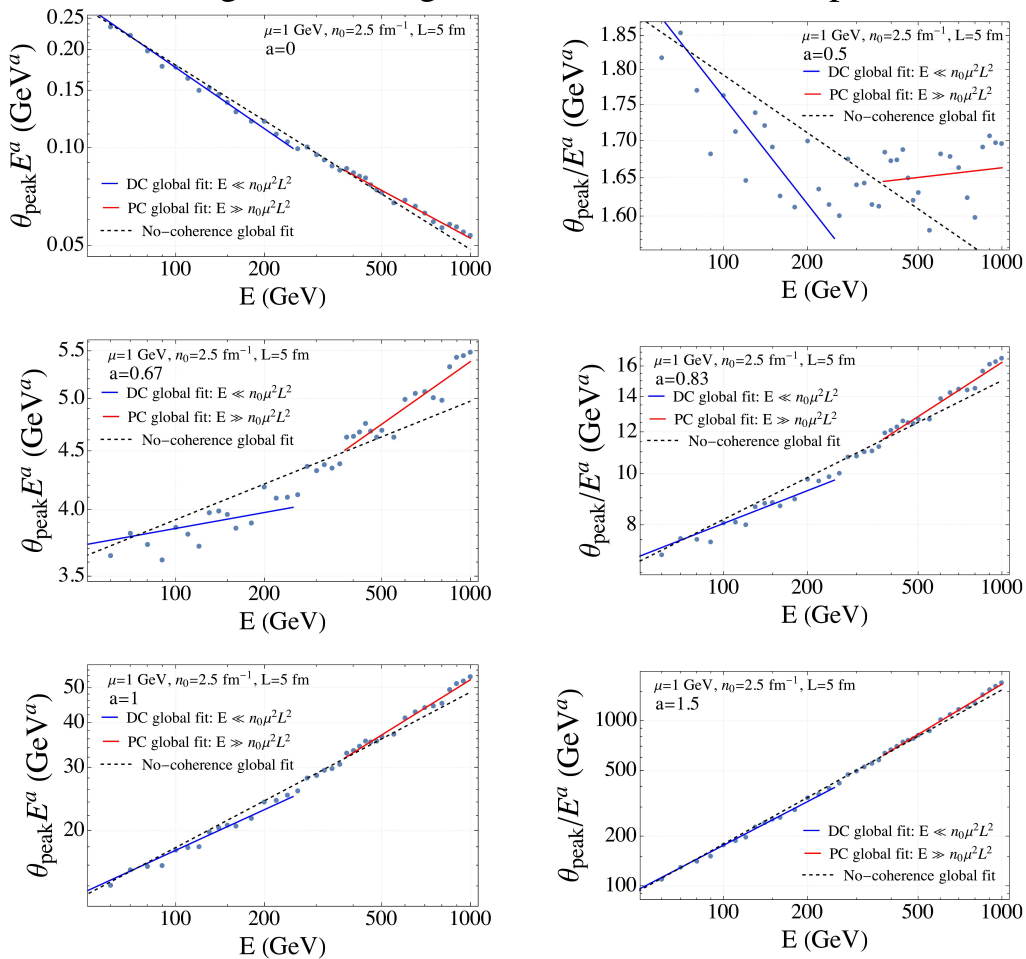 μ=1 GeV, n₀=2.5 fm⁻¹, L=5 fm
a=0
DC global fit: E ≪ n₀μ²L²
PC global fit: E ≫ n₀μ²L²
No-coherence global fit
θpeakEᵃ (GeVᵃ)
0.25
0.20
0.15
0.10
0.05
100
200
500
1000
E (GeV)
μ=1 GeV, n₀=2.5 fm⁻¹, L=5 fm
a=0.5
DC global fit: E ≪ n₀μ²L²
PC global fit: E ≫ n₀μ²L²
No-coherence global fit
θpeak/Eᵃ (GeVᵃ)
1.85
1.80
1.75
1.70
1.65
1.60
100
200
500
1000
E (GeV)
μ=1 GeV, n₀=2.5 fm⁻¹, L=5 fm
a=0.67
DC global fit: E ≪ n₀μ²L²
PC global fit: E ≫ n₀μ²L²
No-coherence global fit
θpeakEᵃ (GeVᵃ)
5.5
5.0
4.5
4.0
3.5
100
200
500
1000
E (GeV)
μ=1 GeV, n₀=2.5 fm⁻¹, L=5 fm
a=0.83
DC global fit: E ≪ n₀μ²L²
PC global fit: E ≫ n₀μ²L²
No-coherence global fit
θpeak/Eᵃ (GeVᵃ)
16
14
12
10
8
100
200
500
1000
E (GeV)
μ=1 GeV, n₀=2.5 fm⁻¹, L=5 fm
a=1
DC global fit: E ≪ n₀μ²L²
PC global fit: E ≫ n₀μ²L²
No-coherence global fit
θpeakEᵃ (GeVᵃ)
50
40
30
20
100
200
500
1000
E (GeV)
μ=1 GeV, n₀=2.5 fm⁻¹, L=5 fm
a=1.5
DC global fit: E ≪ n₀μ²L²
PC global fit: E ≫ n₀μ²L²
No-coherence global fit
θpeak/Eᵃ (GeVᵃ)
1000
500
200
100
100
200
500
1000
E (GeV)